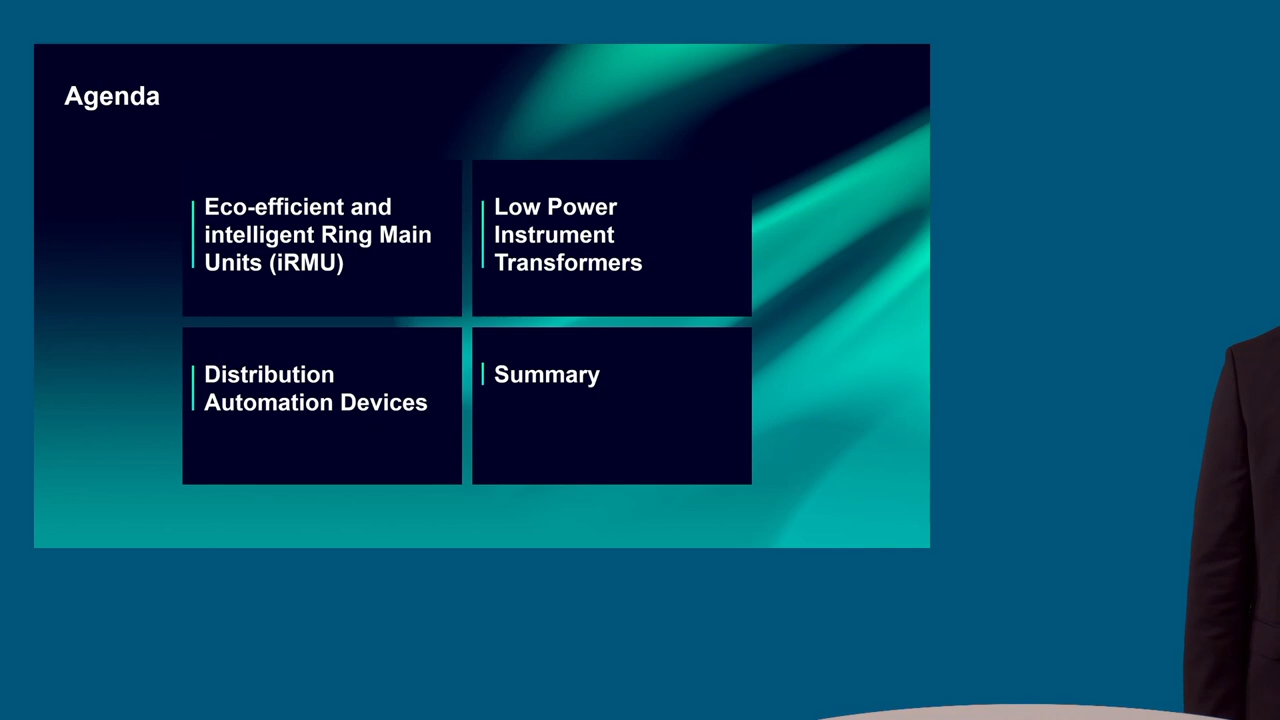 Agenda
Eco-efficient and
intelligent Ring Main
Units (iRMU)
Low Power
Instrument
Transformers
Distribution
Automation Devices
Summary